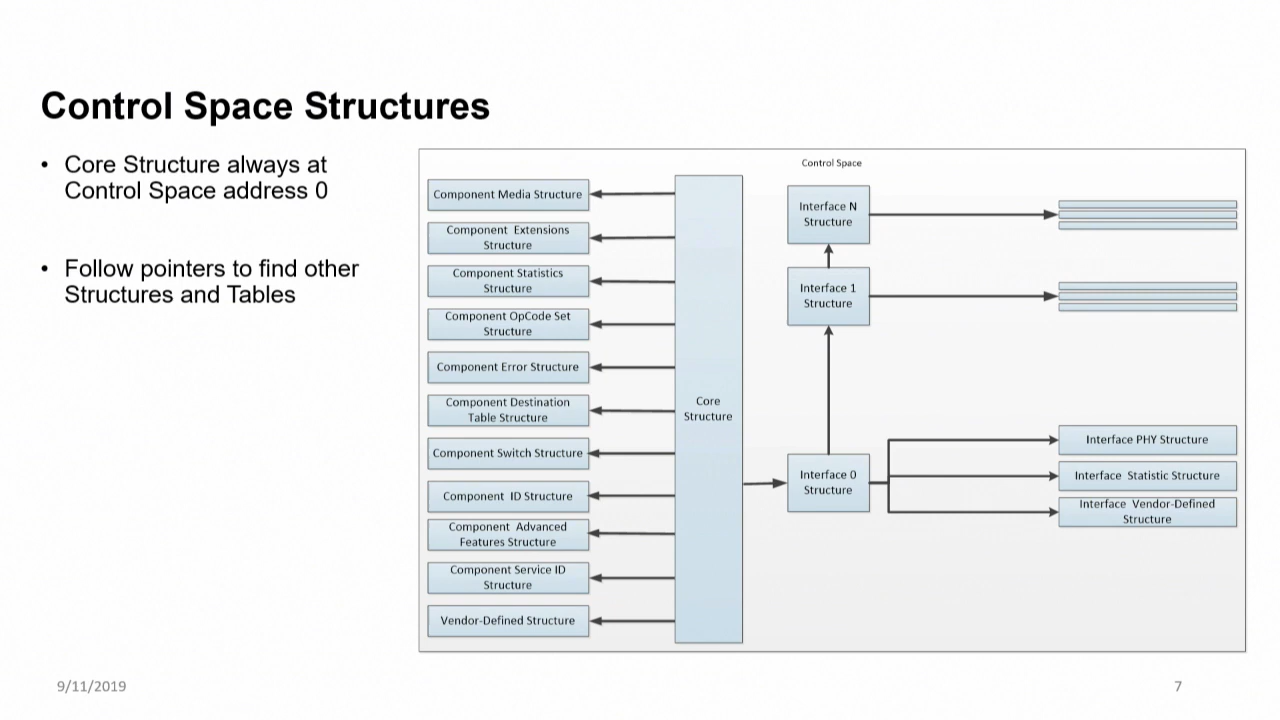 Control Space Structures
• Core Structure always at
Control Space address 0
• Follow pointers to find other
Structures and Tables
Control Space
Component Media Structure
Component Extensions
Structure
Component Statistics
Structure
Component OpCode Set
Structure
Component Error Structure
Component Destination
Table Structure
Component Switch Structure
Component ID Structure
Component Advanced
Features Structure
Component Service ID
Structure
Vendor-Defined Structure
Core
Structure
Interface N
Structure
Interface 1
Structure
Interface 0
Structure
Interface PHY Structure
Interface Statistic Structure
Interface Vendor-Defined
Structure
9/11/2019
7